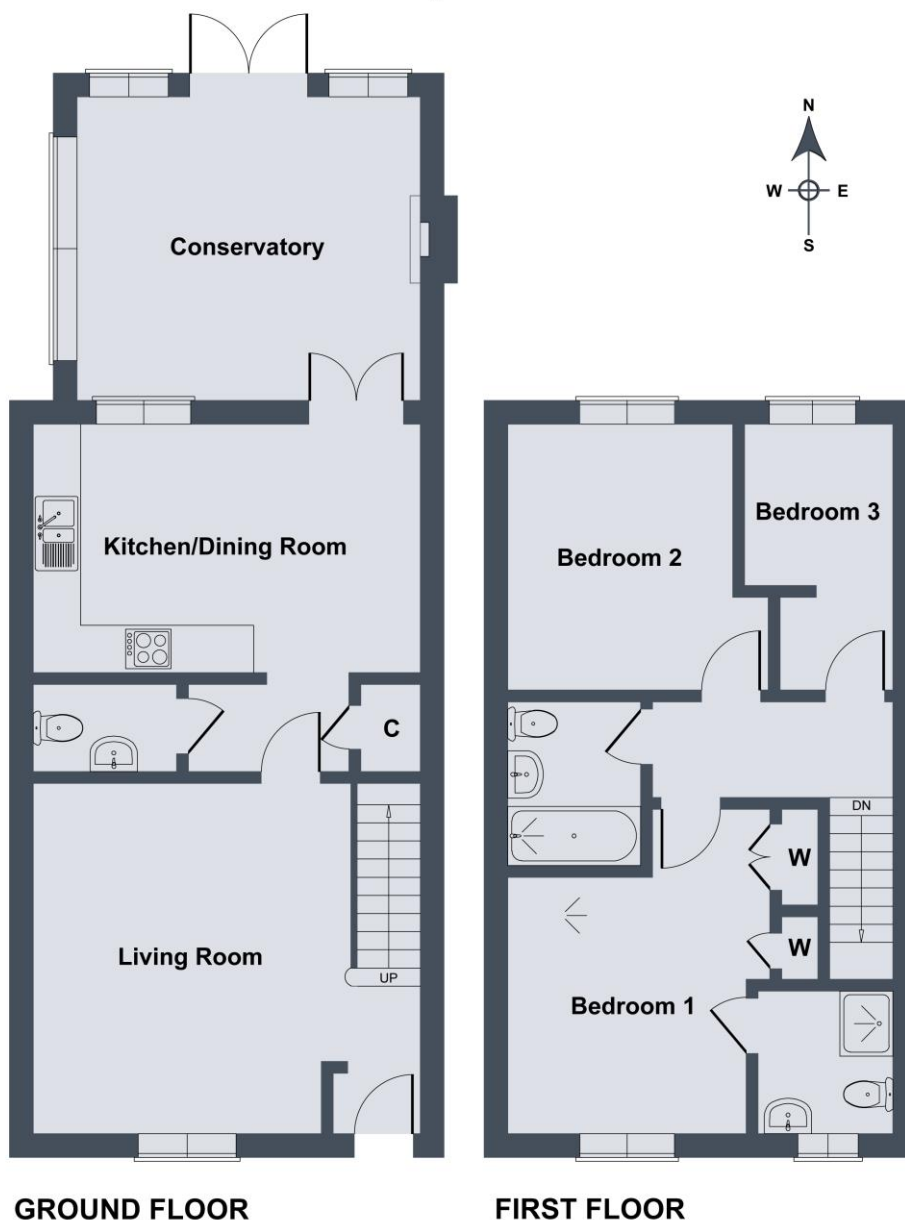 N
W E
S
Conservatory
Kitchen/Dining Room
C
Living Room
UP
Bedroom 2
Bedroom 3
DN
W
W
Bedroom 1
GROUND FLOOR
FIRST FLOOR